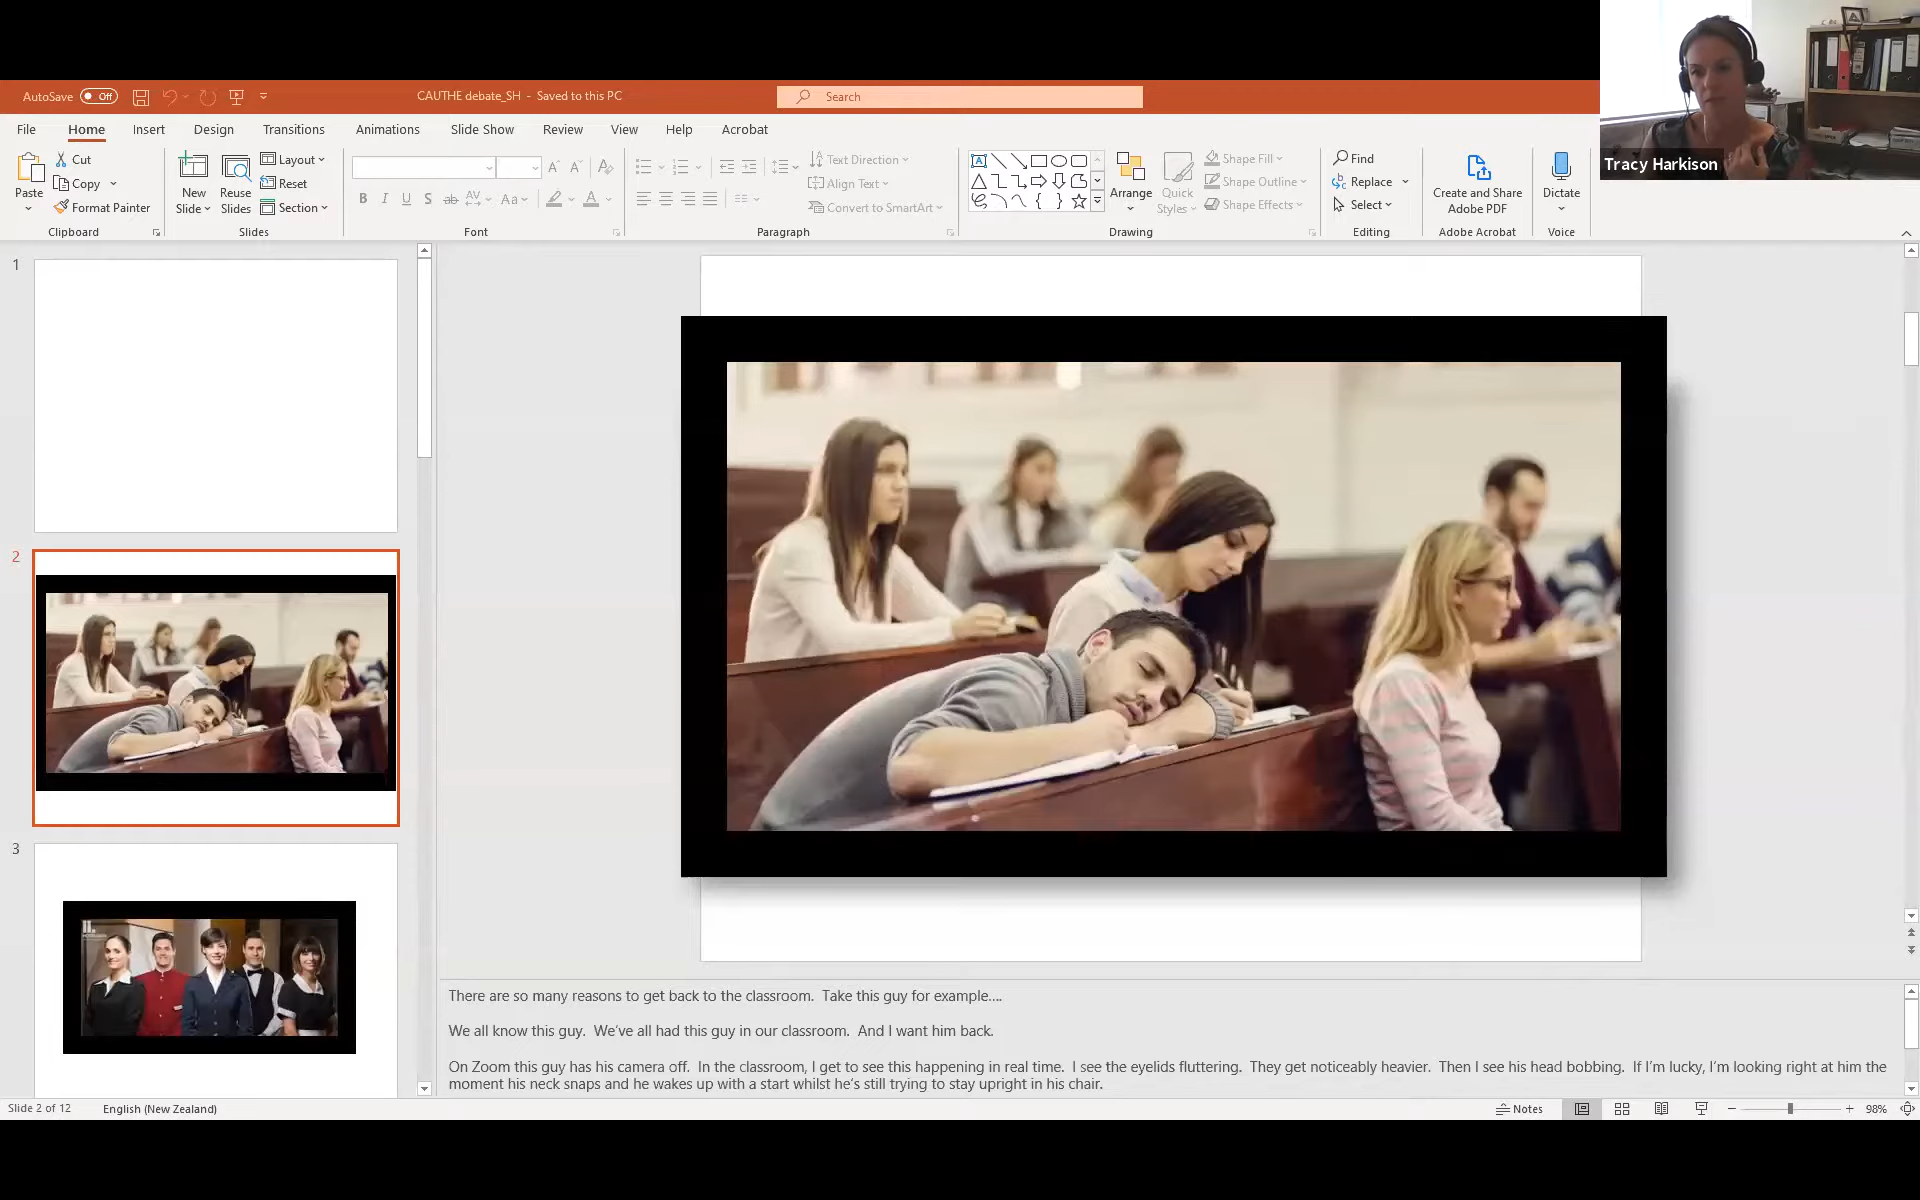 AutoSave Off
CAUTHE debate_SH - Saved to this PC
Search
File Home Insert Design Transitions Animations Slide Show Review View Help Acrobat
Tracy Harkison
Paste
Cut
Copy
Format Painter
Clipboard
New Slide
Reuse Slides
Layout
Reset
Section
Slides
A A A
B I U S ab AV Aa A
Font
Text Direction
Align Text
Convert to SmartArt
Paragraph
Arrange
Quick Styles
Shape Fill
Shape Outline
Shape Effects
Drawing
Find
Replace
Select
Editing
Create and Share
Adobe PDF
Adobe Acrobat
Dictate
Voice
1
2
3
There are so many reasons to get back to the classroom.  Take this guy for example....
We all know this guy.  We've all had this guy in our classroom.  And I want him back.
On Zoom this guy has his camera off.  In the classroom, I get to see this happening in real time.  I see the eyelids fluttering.  They get noticeably heavier.  Then I see his head bobbing.  If I'm lucky, I'm looking right at him the
moment his neck snaps and he wakes up with a start whilst he's still trying to stay upright in his chair.
Slide 2 of 12 English (New Zealand) Notes 98%